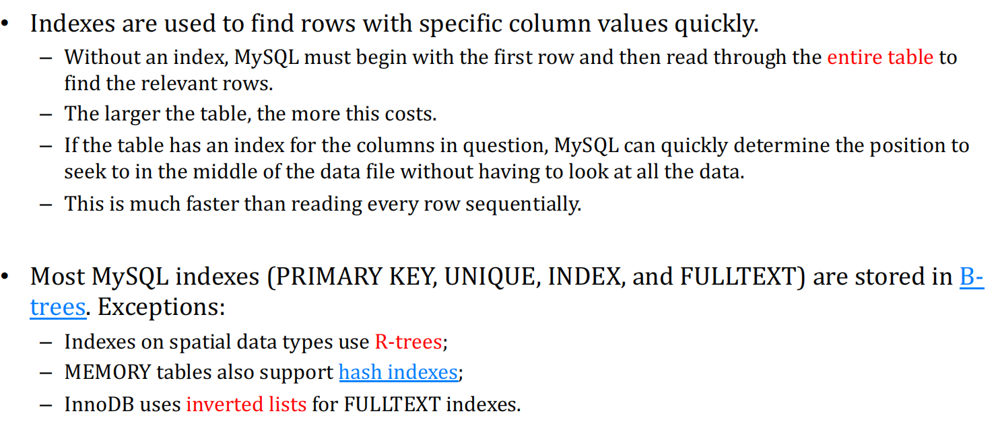 • Indexes are used to find rows with specific column values quickly.
– Without an index, MySQL must begin with the first row and then read through the entire table to
find the relevant rows.
– The larger the table, the more this costs.
– If the table has an index for the columns in question, MySQL can quickly determine the position to
seek to in the middle of the data file without having to look at all the data.
– This is much faster than reading every row sequentially.
• Most MySQL indexes (PRIMARY KEY, UNIQUE, INDEX, and FULLTEXT) are stored in B-
trees. Exceptions:
– Indexes on spatial data types use R-trees;
– MEMORY tables also support hash indexes;
– InnoDB uses inverted lists for FULLTEXT indexes.